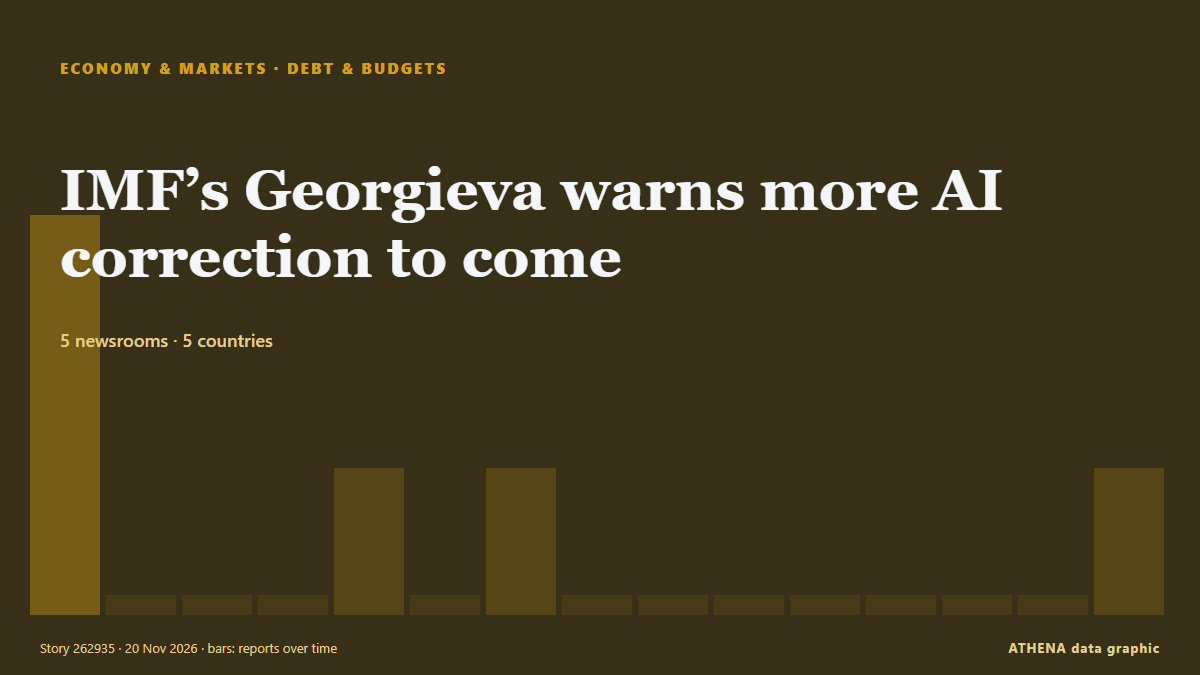 ECONOMY & MARKETS · DEBT & BUDGETS
IMF’s Georgieva warns more AI
correction to come
5 newsrooms · 5 countries
Story 262935 · 20 Nov 2026 · bars: reports over time
ATHENA data graphic